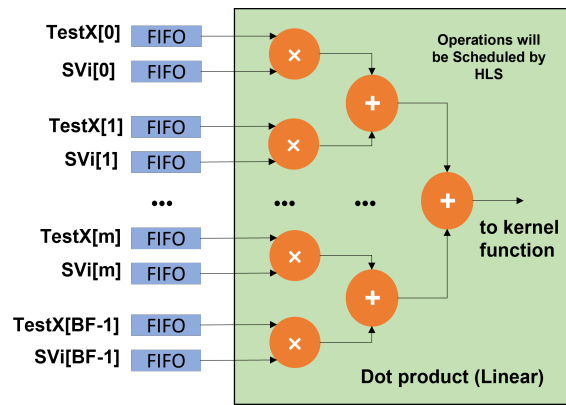 TestX[0] FIFO
SVi[0] FIFO
×
Operations will
be Scheduled by
HLS
+
TestX[1] FIFO
SVi[1] FIFO
×
... ... ...
+
to kernel
function
TestX[m] FIFO
SVi[m] FIFO
×
+
TestX[BF-1] FIFO
SVi[BF-1] FIFO
×
Dot product (Linear)